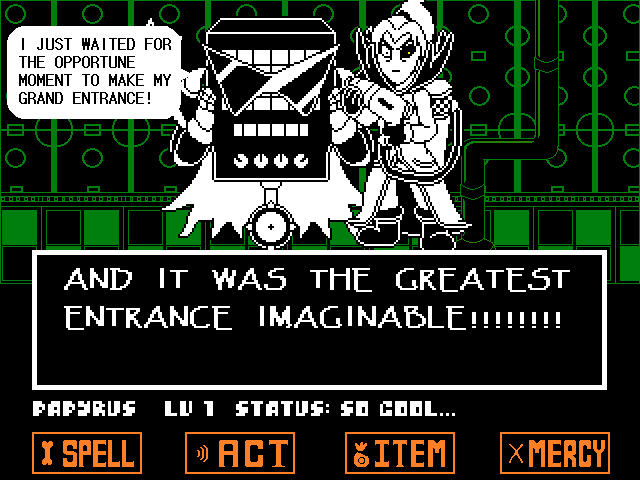 I JUST WAITED FOR
THE OPPORTUNE
MOMENT TO MAKE MY
GRAND ENTRANCE!
AND IT WAS THE GREATEST
ENTRANCE IMAGINABLE!!!!!!!!
PAPYRUS LV 1 STATUS: SO COOL...
SPELL ACT ITEM MERCY